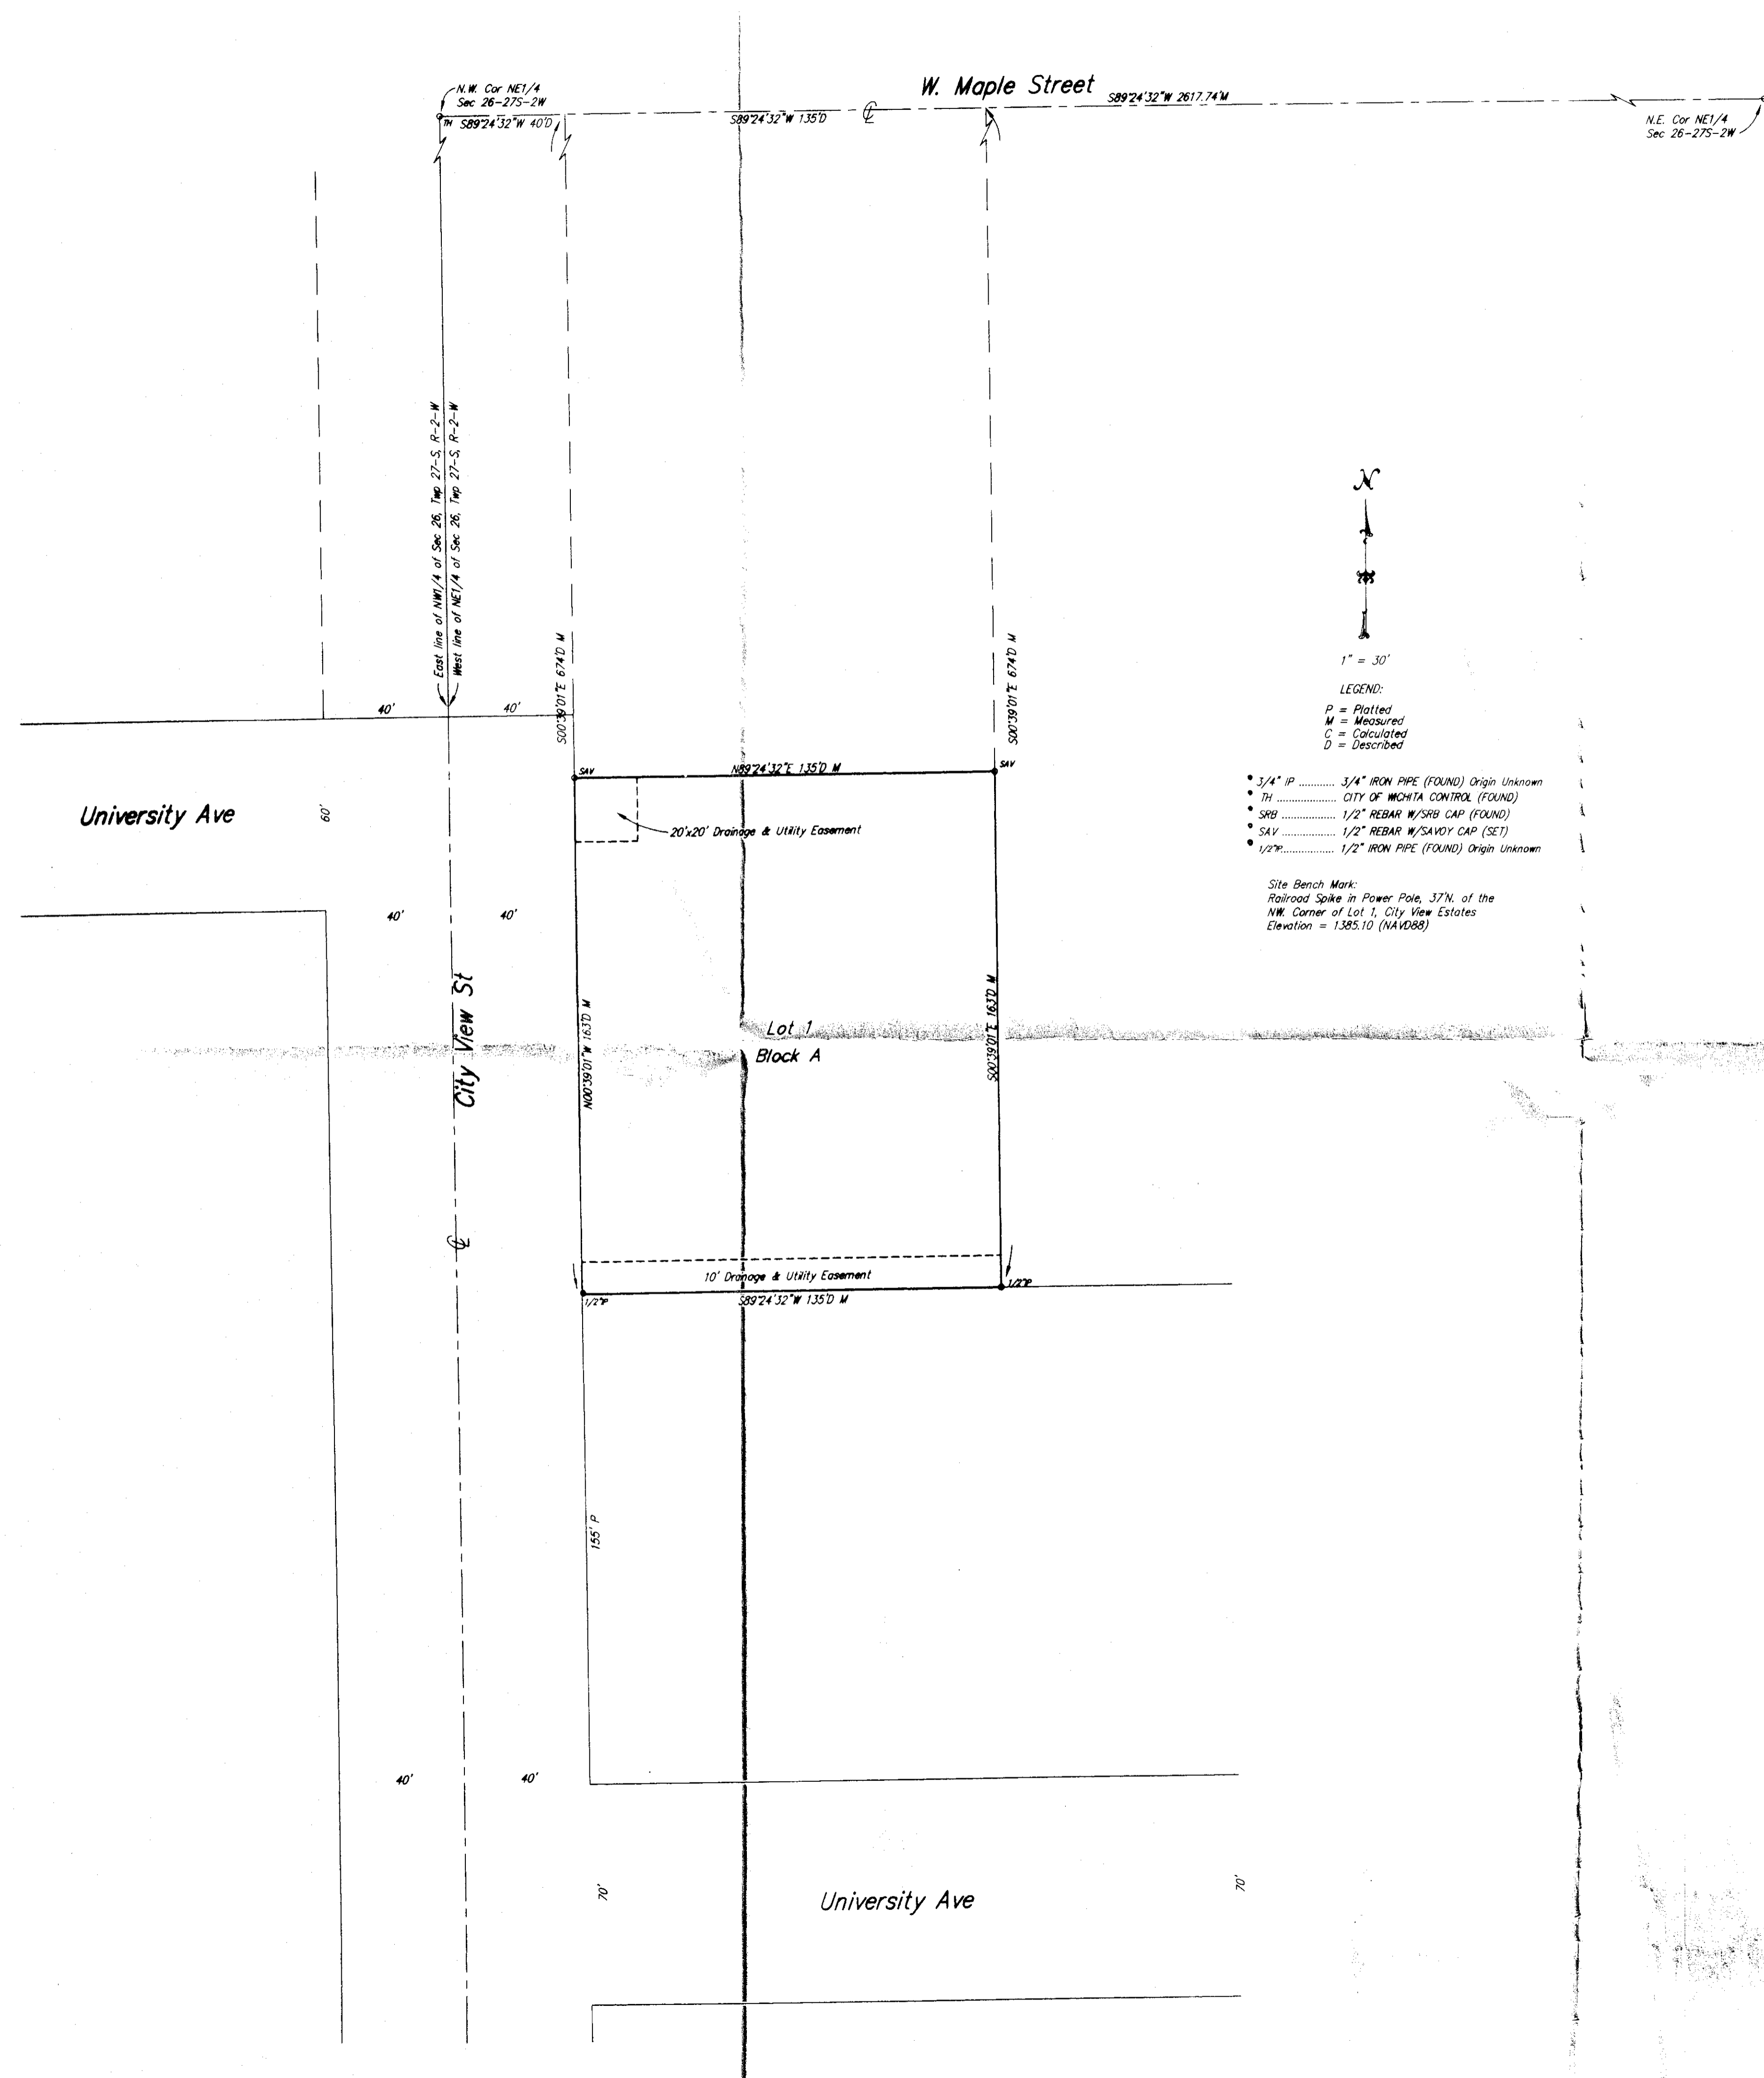 W. Maple Street
N.W. Cor NE1/4
Sec 26-27S-2W
TH S89°24'32"W 40'D
S89°24'32"W 135'D
S89°24'32"W 2617.74'M
N.E. Cor NE1/4
Sec 26-27S-2W
East line of NW1/4 of Sec 26, Twp 27-S, R-2-W
West line of NE1/4 of Sec 26, Twp 27-S, R-2-W
S00°39'01"E 674'D M
S00°39'01"E 674'D M
N
1" = 30'
LEGEND:
P = Platted
M = Measured
C = Calculated
D = Described
3/4" IP ........... 3/4" IRON PIPE (FOUND) Origin Unknown
TH .................. CITY OF WICHITA CONTROL (FOUND)
SRB ................ 1/2" REBAR W/SRB CAP (FOUND)
SAV ................ 1/2" REBAR W/SAVOY CAP (SET)
1/2"P................ 1/2" IRON PIPE (FOUND) Origin Unknown
Site Bench Mark:
Railroad Spike in Power Pole, 37'N. of the
NW. Corner of Lot 1, City View Estates
Elevation = 1385.10 (NAVD88)
40'
40'
SAV
N89°24'32"E 135'D M
SAV
University Ave
60'
20'x20' Drainage & Utility Easement
40'
40'
City View St
N00°39'01"W 163'D M
Lot 1
Block A
S00°39'01"E 163'D M
10' Drainage & Utility Easement
1/2"P
S89°24'32"W 135'D M
1/2"P
155' P
40'
40'
70'
University Ave
70'